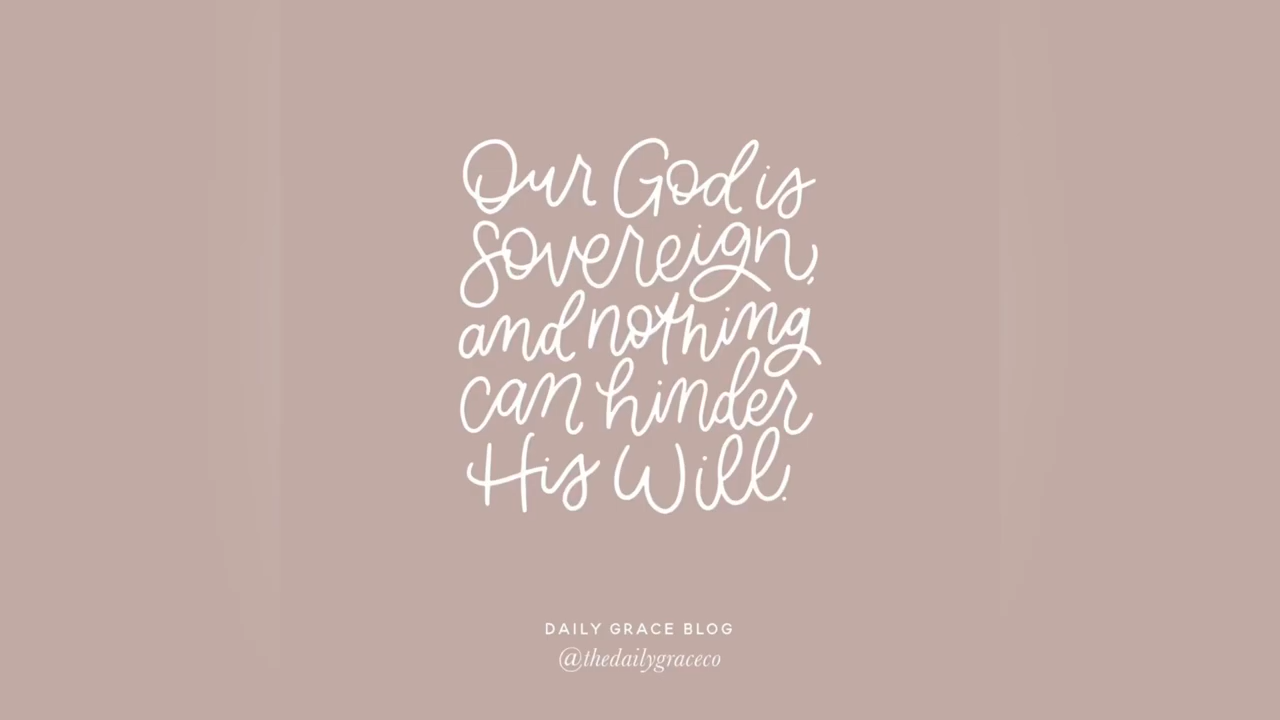 Our God is
sovereign,
and nothing
can hinder
His Will.
DAILY GRACE BLOG
@thedailygraceco